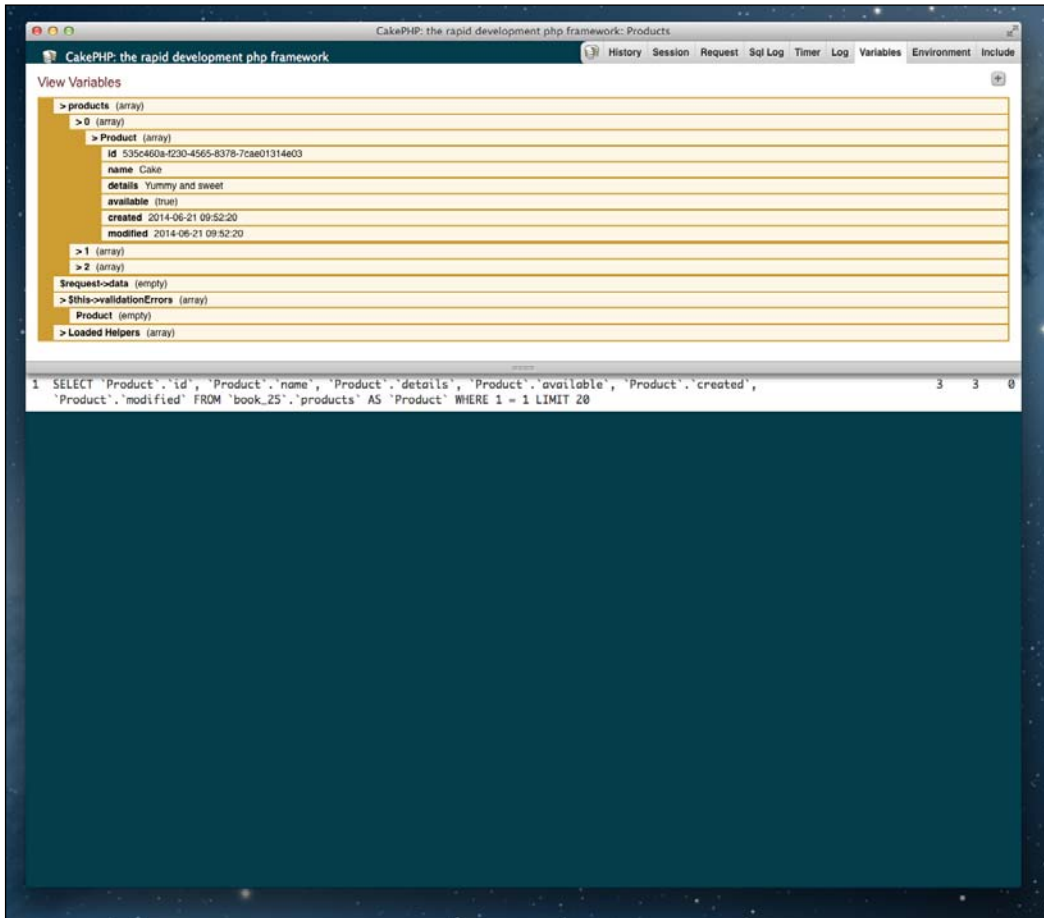 CakePHP: the rapid development php framework: Products
CakePHP: the rapid development php framework
History Session Request Sql Log Timer Log Variables Environment Include
View Variables
> products (array)
> 0 (array)
> Product (array)
id 535c460a-f230-4565-8378-7cae01314e03
name Cake
details Yummy and sweet
available (true)
created 2014-06-21 09:52:20
modified 2014-06-21 09:52:20
> 1 (array)
> 2 (array)
$request->data (empty)
> $this->validationErrors (array)
Product (empty)
> Loaded Helpers (array)
1 SELECT `Product`.`id`, `Product`.`name`, `Product`.`details`, `Product`.`available`, `Product`.`created`, 3 3 0
`Product`.`modified` FROM `book_25`.`products` AS `Product` WHERE 1 = 1 LIMIT 20